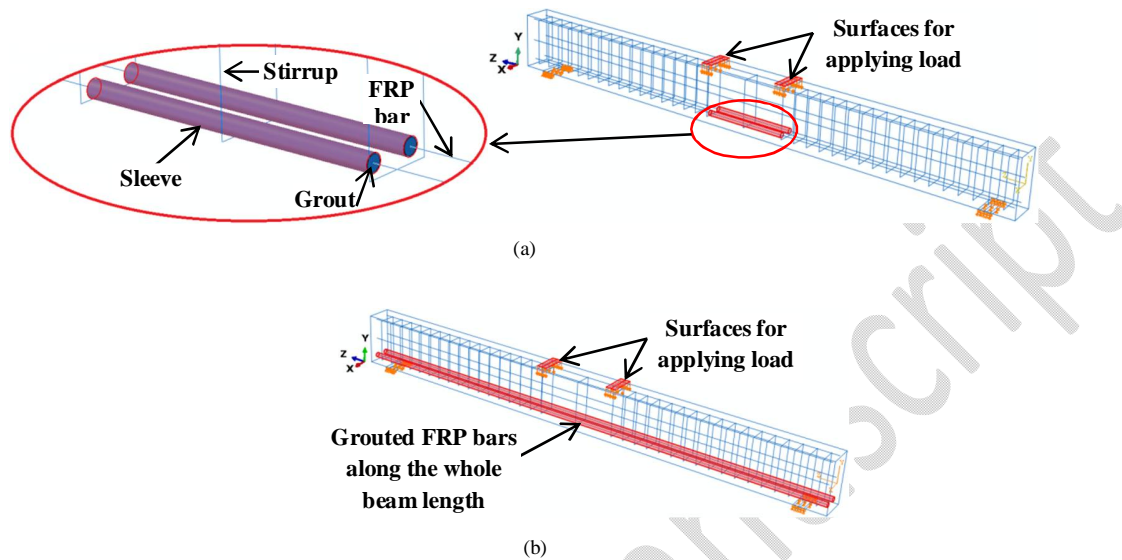 Stirrup
FRP
bar
Sleeve
Grout
Y
Z
X
Surfaces for
applying load
(a)
Y
Z
X
Surfaces for
applying load
Grouted FRP bars
along the whole
beam length
(b)